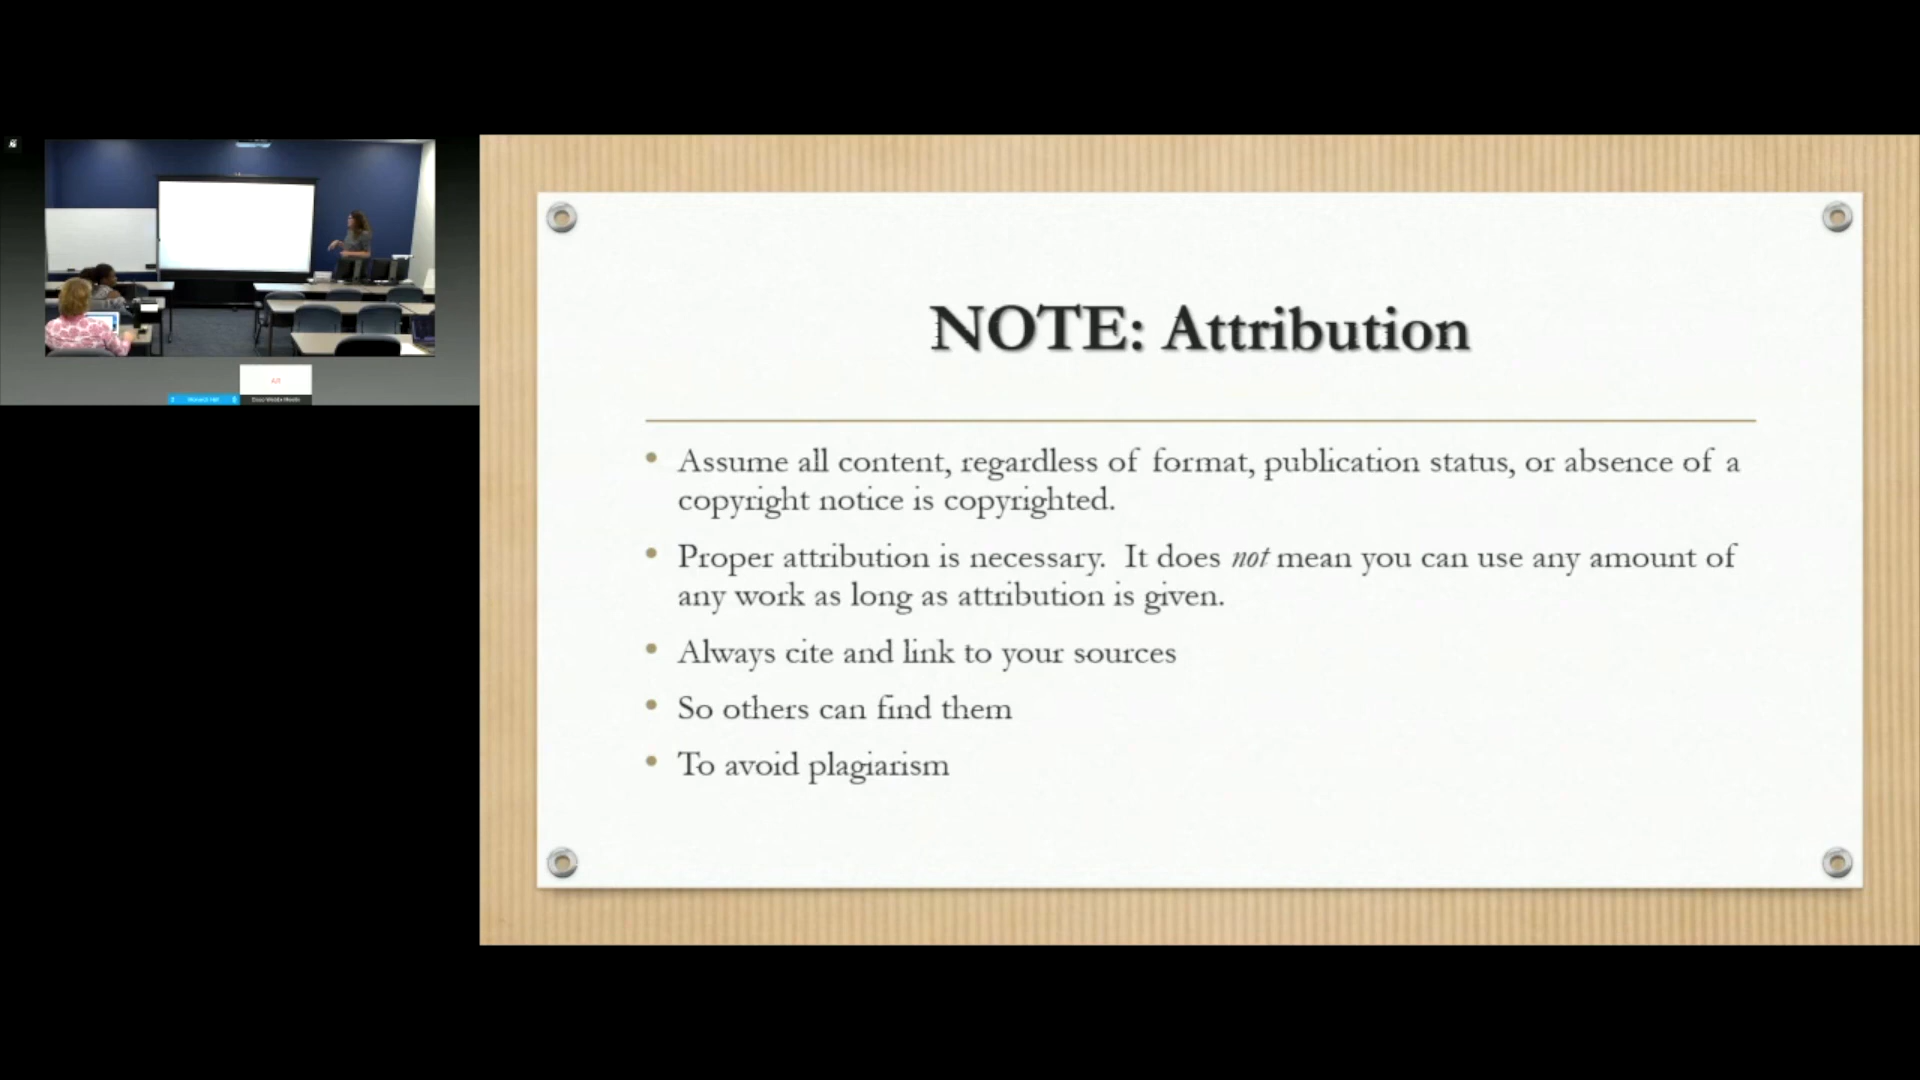 NOTE: Attribution
• Assume all content, regardless of format, publication status, or absence of a
copyright notice is copyrighted.
• Proper attribution is necessary. It does not mean you can use any amount of
any work as long as attribution is given.
• Always cite and link to your sources
• So others can find them
• To avoid plagiarism